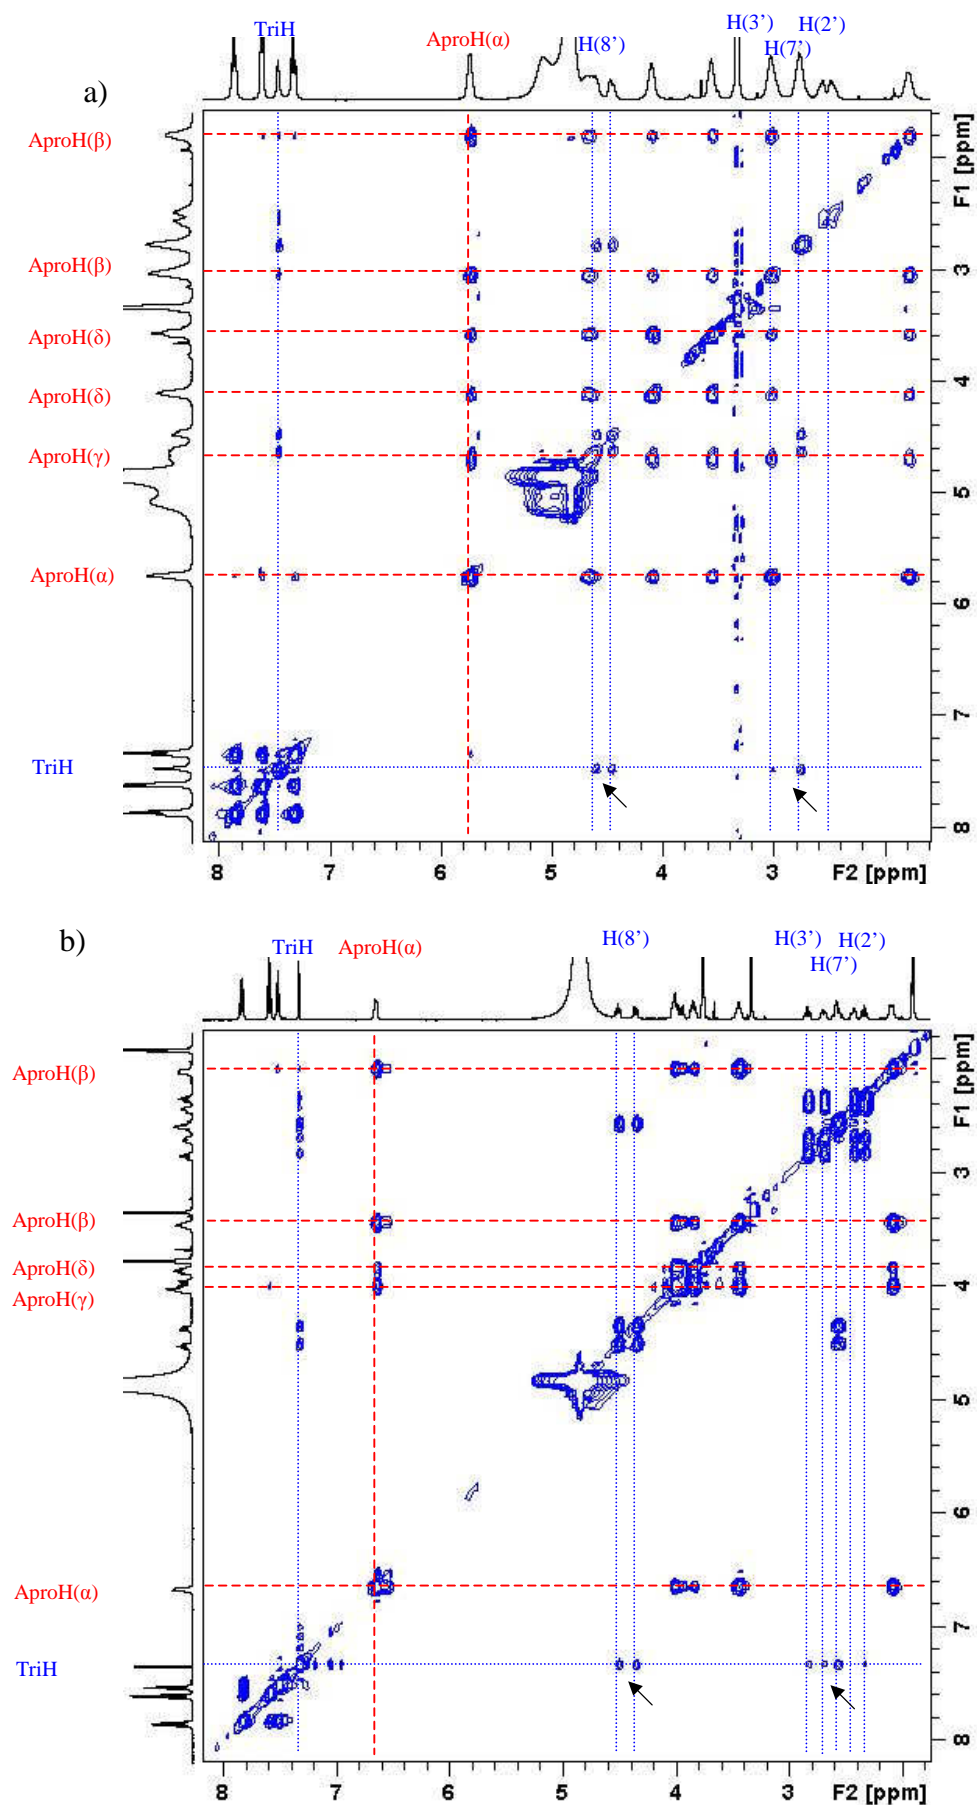 TriH
AproH(α)
H(8’)
H(3’)
H(7’)
H(2’)
a)
AproH(β)
AproH(β)
AproH(δ)
AproH(δ)
AproH(γ)
AproH(α)
TriH
3
4
5
6
7
8
F1 [ppm]
8
7
6
5
4
3
F2 [ppm]
b)
TriH
AproH(α)
H(8’)
H(3’)
H(7’)
H(2’)
AproH(β)
AproH(β)
AproH(δ)
AproH(γ)
AproH(α)
TriH
3
4
5
6
7
8
F1 [ppm]
8
7
6
5
4
3
F2 [ppm]